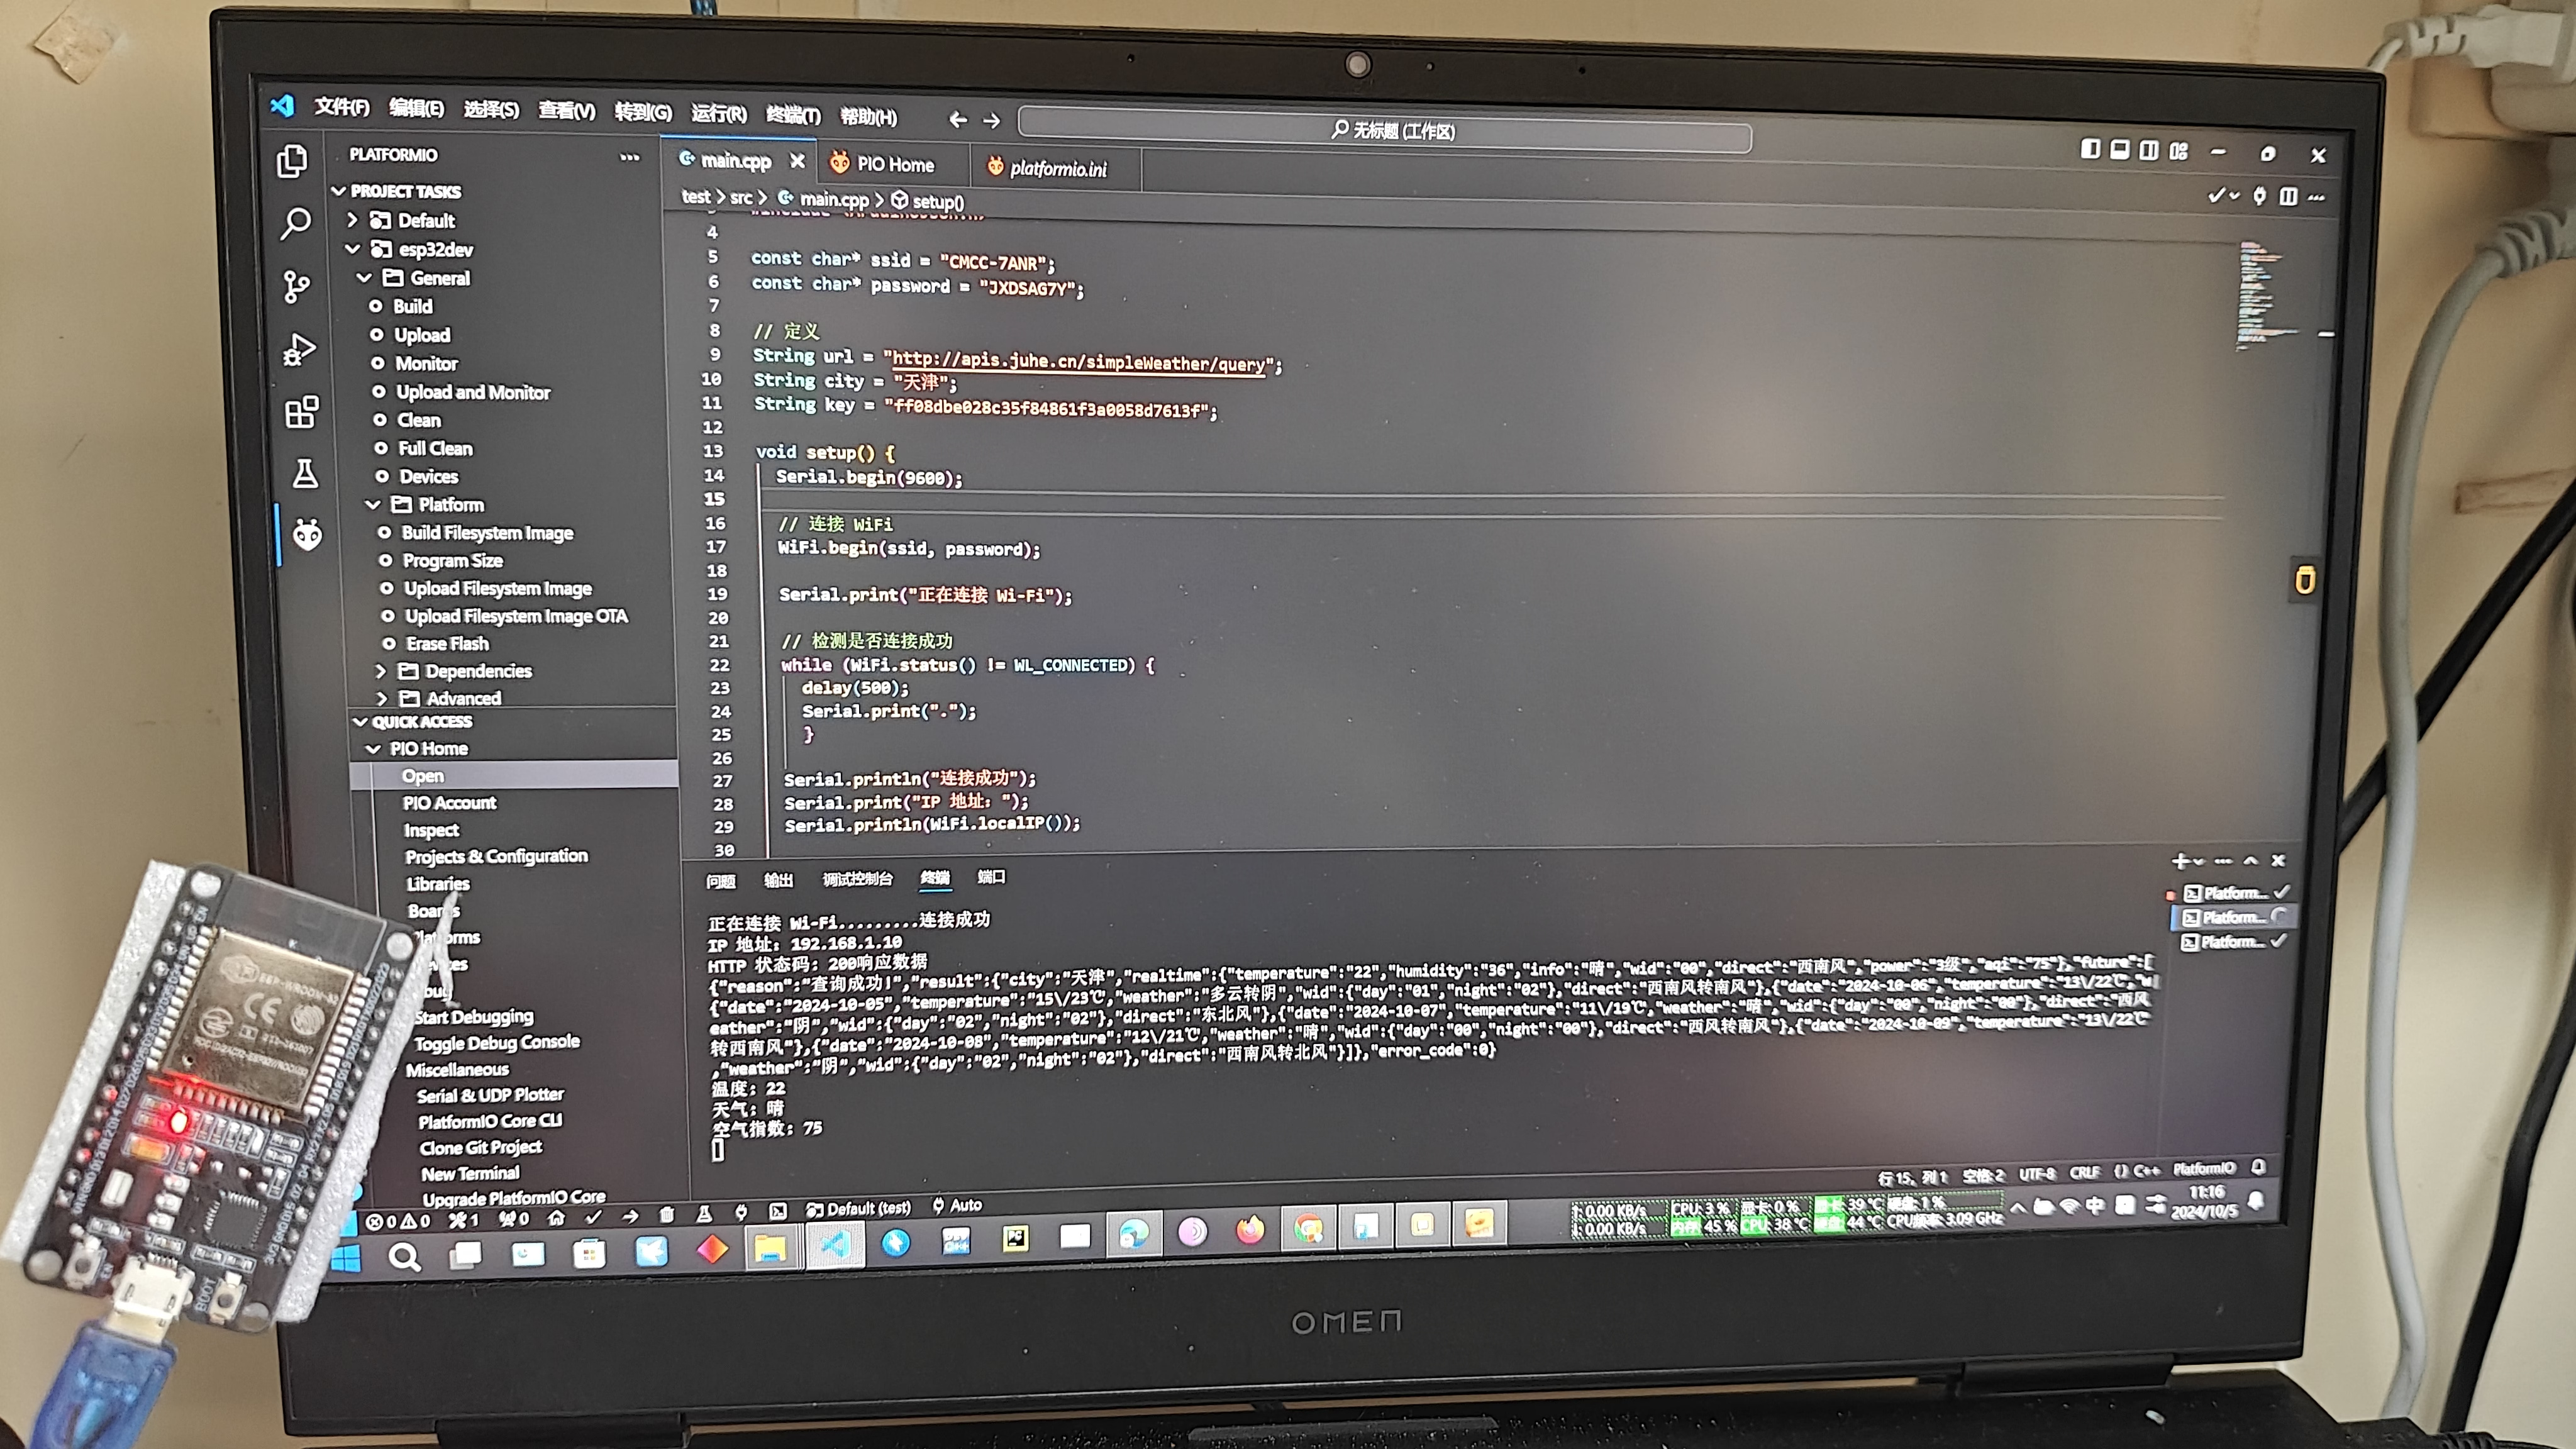 文件(F) 编辑(E) 选择(S) 查看(V) 转到(G) 运行(R) 终端(T) 帮助(H)
无标题 (工作区)
PLATFORMIO
PROJECT TASKS
Default
esp32dev
General
Build
Upload
Monitor
Upload and Monitor
Clean
Full Clean
Devices
Platform
Build Filesystem Image
Program Size
Upload Filesystem Image
Upload Filesystem Image OTA
Erase Flash
Dependencies
Advanced
QUICK ACCESS
PIO Home
Open
PIO Account
Inspect
Projects & Configuration
Libraries
Start Debugging
Toggle Debug Console
Miscellaneous
Serial & UDP Plotter
PlatformIO Core CLI
Clone Git Project
New Terminal
Upgrade PlatformIO Core
main.cpp PIO Home platformio.ini
test > src > main.cpp > setup()
4
5 const char* ssid = "CMCC-7ANR";
6 const char* password = "JXDSAG7Y";
7
8 // 定义
9 String url = "http://apis.juhe.cn/simpleWeather/query";
10 String city = "天津";
11 String key = "ff08dbe028c35f84861f3a0058d7613f";
12
13 void setup() {
14 Serial.begin(9600);
15
16 // 连接 WiFi
17 WiFi.begin(ssid, password);
18
19 Serial.print("正在连接 Wi-Fi");
20
21 // 检测是否连接成功
22 while (WiFi.status() != WL_CONNECTED) {
23 delay(500);
24 Serial.print(".");
25 }
26
27 Serial.println("连接成功");
28 Serial.print("IP 地址: ");
29 Serial.println(WiFi.localIP());
30
问题 输出 调试控制台 终端 端口
正在连接 Wi-Fi.........连接成功
IP 地址: 192.168.1.10
HTTP 状态码: 200响应数据
{"reason":"查询成功!","result":{"city":"天津","realtime":{"temperature":"22","humidity":"36","info":"晴","wid":"00","direct":"西南风","power":"3级","aqi":"75"},"future":[
{"date":"2024-10-05","temperature":"15\/23℃","weather":"多云转阴","wid":{"day":"01","night":"02"},"direct":"西南风转南风"},{"date":"2024-10-06","temperature":"13\/22℃","w
eather":"阴","wid":{"day":"02","night":"02"},"direct":"东北风"},{"date":"2024-10-07","temperature":"11\/19℃","weather":"晴","wid":{"day":"00","night":"00"},"direct":"西风
转西南风"},{"date":"2024-10-08","temperature":"12\/21℃","weather":"晴","wid":{"day":"00","night":"00"},"direct":"西风转南风"},{"date":"2024-10-09","temperature":"13\/22℃
","weather":"阴","wid":{"day":"02","night":"02"},"direct":"西南风转北风"}]},"error_code":0}
温度: 22
天气: 晴
空气指数: 75
Platform...
Platform...
Platform...
行 15, 列 1 空格: 2 UTF-8 CRLF {} C++ PlatformIO
0 0 1 0 Default (test) Auto
0.00 KB/s CPU: 3 % 显卡: 0 % 显卡: 39 °C 硬盘: 1 %
0.00 KB/s 内存: 45 % CPU: 38 °C 硬盘: 44 °C CPU频率: 3.09 GHz
中
11:16
2024/10/5
OMEN
CE
BOOT
EN